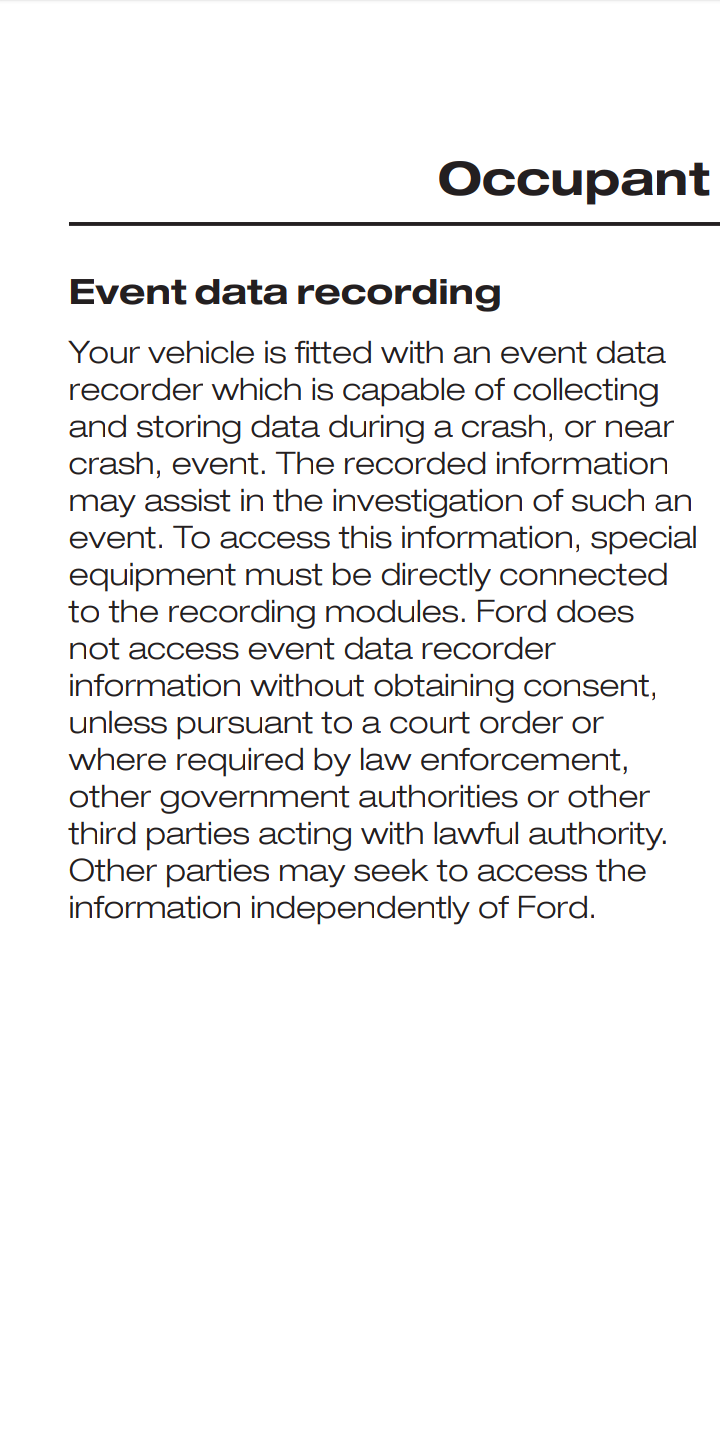 Occupant
Event data recording
Your vehicle is fitted with an event data
recorder which is capable of collecting
and storing data during a crash, or near
crash, event. The recorded information
may assist in the investigation of such an
event. To access this information, special
equipment must be directly connected
to the recording modules. Ford does
not access event data recorder
information without obtaining consent,
unless pursuant to a court order or
where required by law enforcement,
other government authorities or other
third parties acting with lawful authority.
Other parties may seek to access the
information independently of Ford.